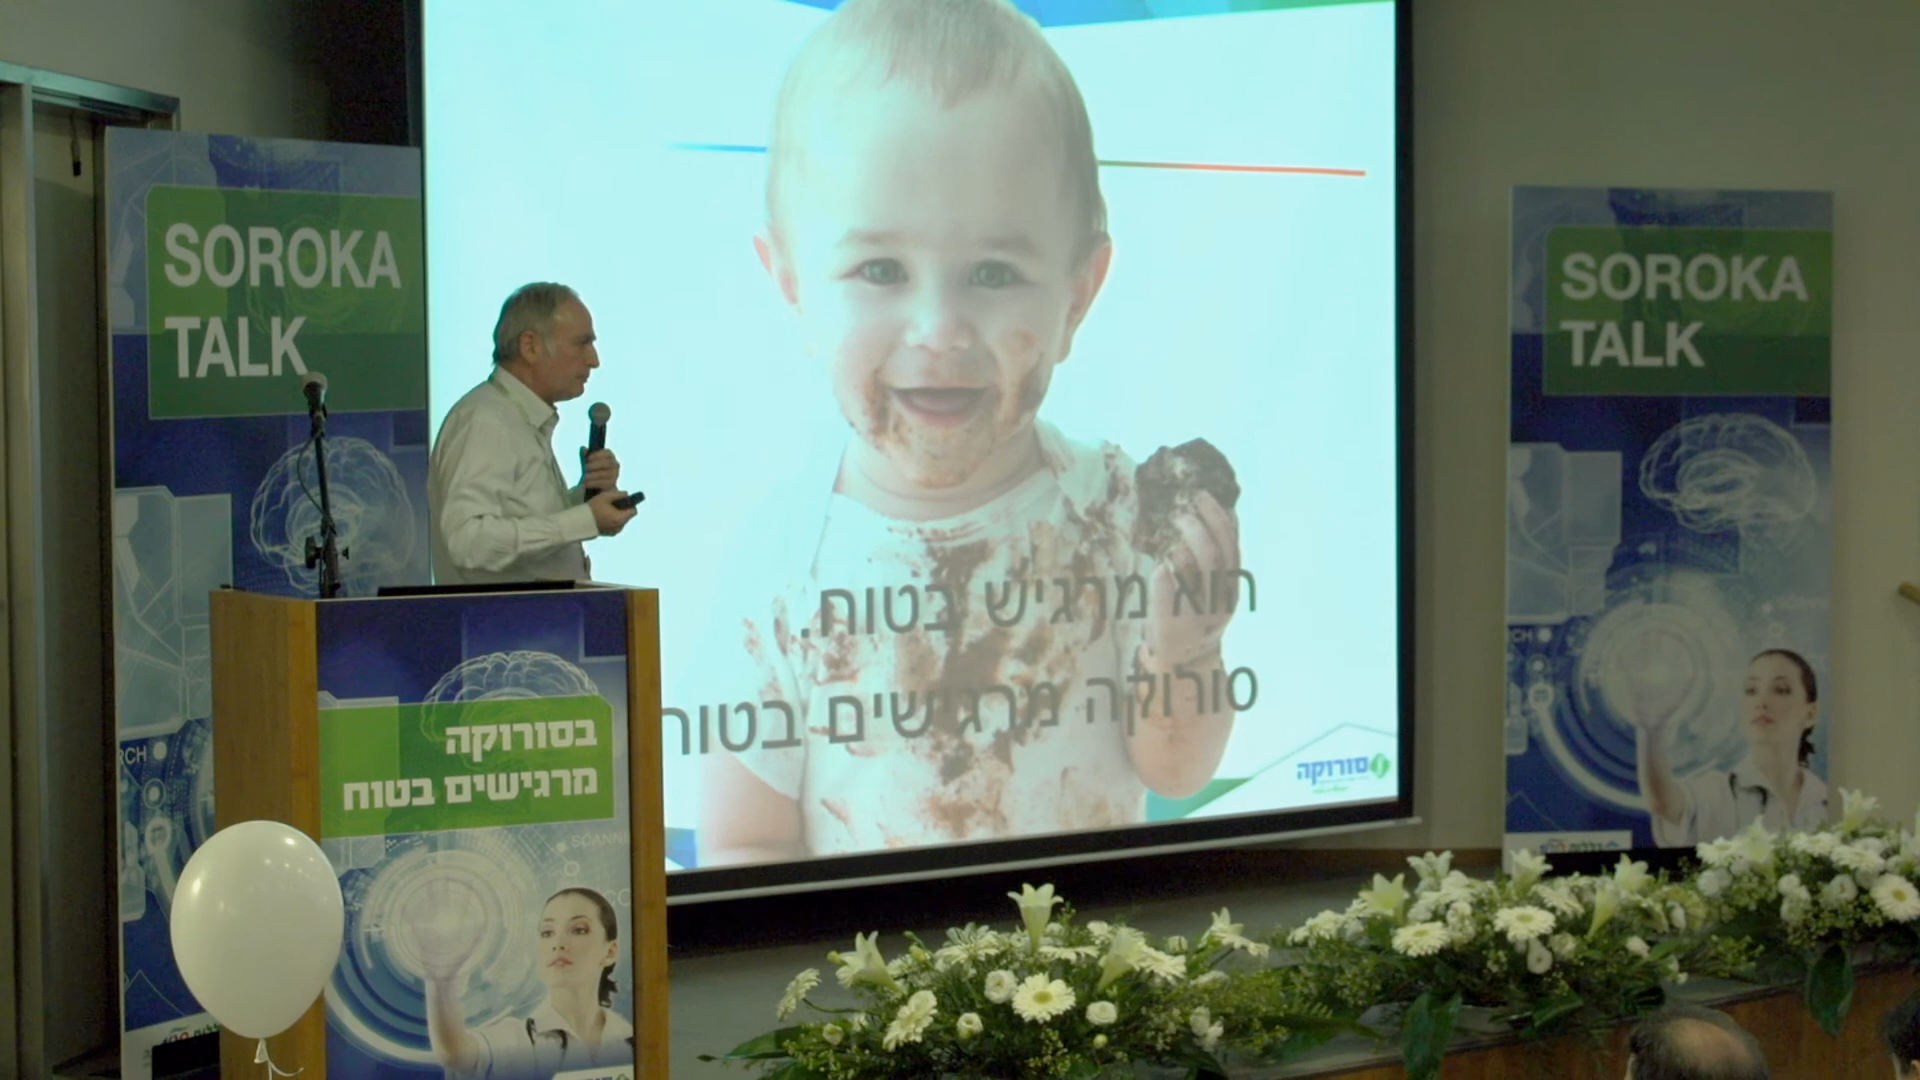 SOROKA
TALK
SOROKA
TALK
הוא מרגיש בטוח.
סורוקה מרגישים בטוח
סורוקה
בסורוקה
מרגישים בטוח